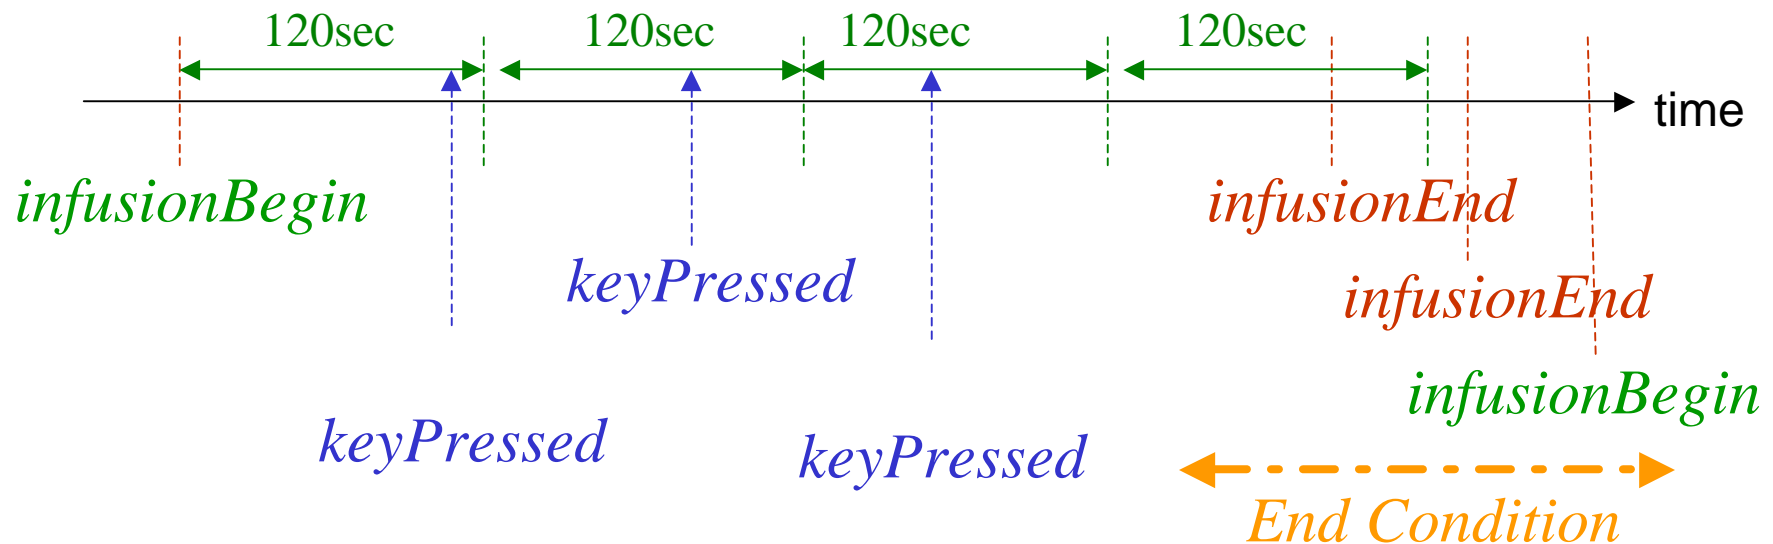 120sec 120sec 120sec 120sec
time
infusionBegin infusionEnd
keyPressed infusionEnd
infusionBegin
keyPressed keyPressed
End Condition